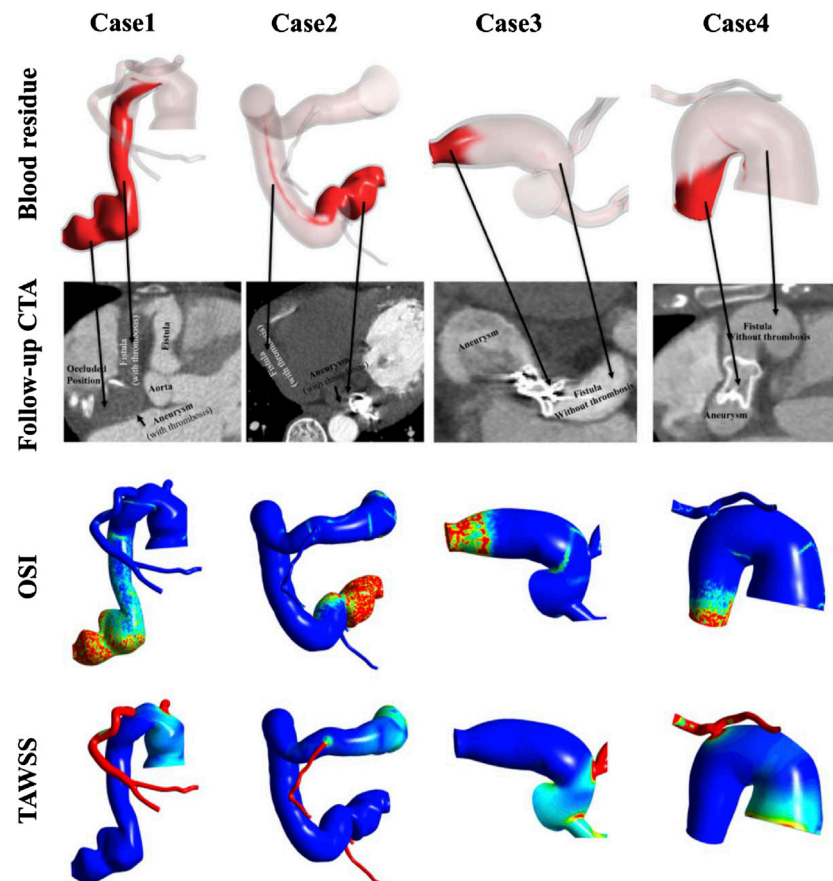 Case1
Case2
Case3
Case4
Blood residue
Follow-up CTA
Occluded
Position
Fistula
(with thrombosis)
Fistula
Aorta
Aneurysm
(with thrombosis)
Fistula
(with thrombosis)
Aneurysm
(with thrombosis)
Aneurysm
Fistula
Without thrombosis
Fistula
Without thrombosis
Aneurysm
OSI
TAWSS